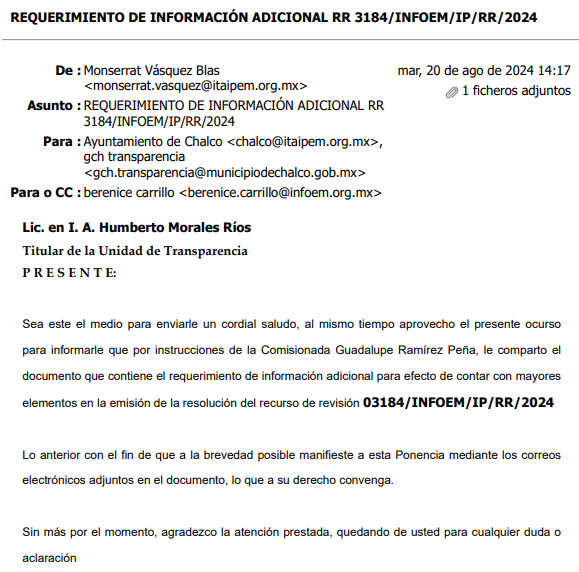 REQUERIMIENTO DE INFORMACIÓN ADICIONAL RR 3184/INFOEM/IP/RR/2024
De : Monserrat Vásquez Blas
<monserrat.vasquez@itaipem.org.mx>
mar, 20 de ago de 2024 14:17
1 ficheros adjuntos
Asunto : REQUERIMIENTO DE INFORMACIÓN ADICIONAL RR
3184/INFOEM/IP/RR/2024
Para : Ayuntamiento de Chalco <chalco@itaipem.org.mx>,
gch transparencia
<gch.transparencia@municipiodechalco.gob.mx>
Para o CC : berenice carrillo <berenice.carrillo@infoem.org.mx>
Lic. en I. A. Humberto Morales Ríos
Titular de la Unidad de Transparencia
P R E S E N T E:
Sea este el medio para enviarle un cordial saludo, al mismo tiempo aprovecho el presente ocurso
para informarle que por instrucciones de la Comisionada Guadalupe Ramírez Peña, le comparto el
documento que contiene el requerimiento de información adicional para efecto de contar con mayores
elementos en la emisión de la resolución del recurso de revisión 03184/INFOEM/IP/RR/2024
Lo anterior con el fin de que a la brevedad posible manifieste a esta Ponencia mediante los correos
electrónicos adjuntos en el documento, lo que a su derecho convenga.
Sin más por el momento, agradezco la atención prestada, quedando de usted para cualquier duda o
aclaración